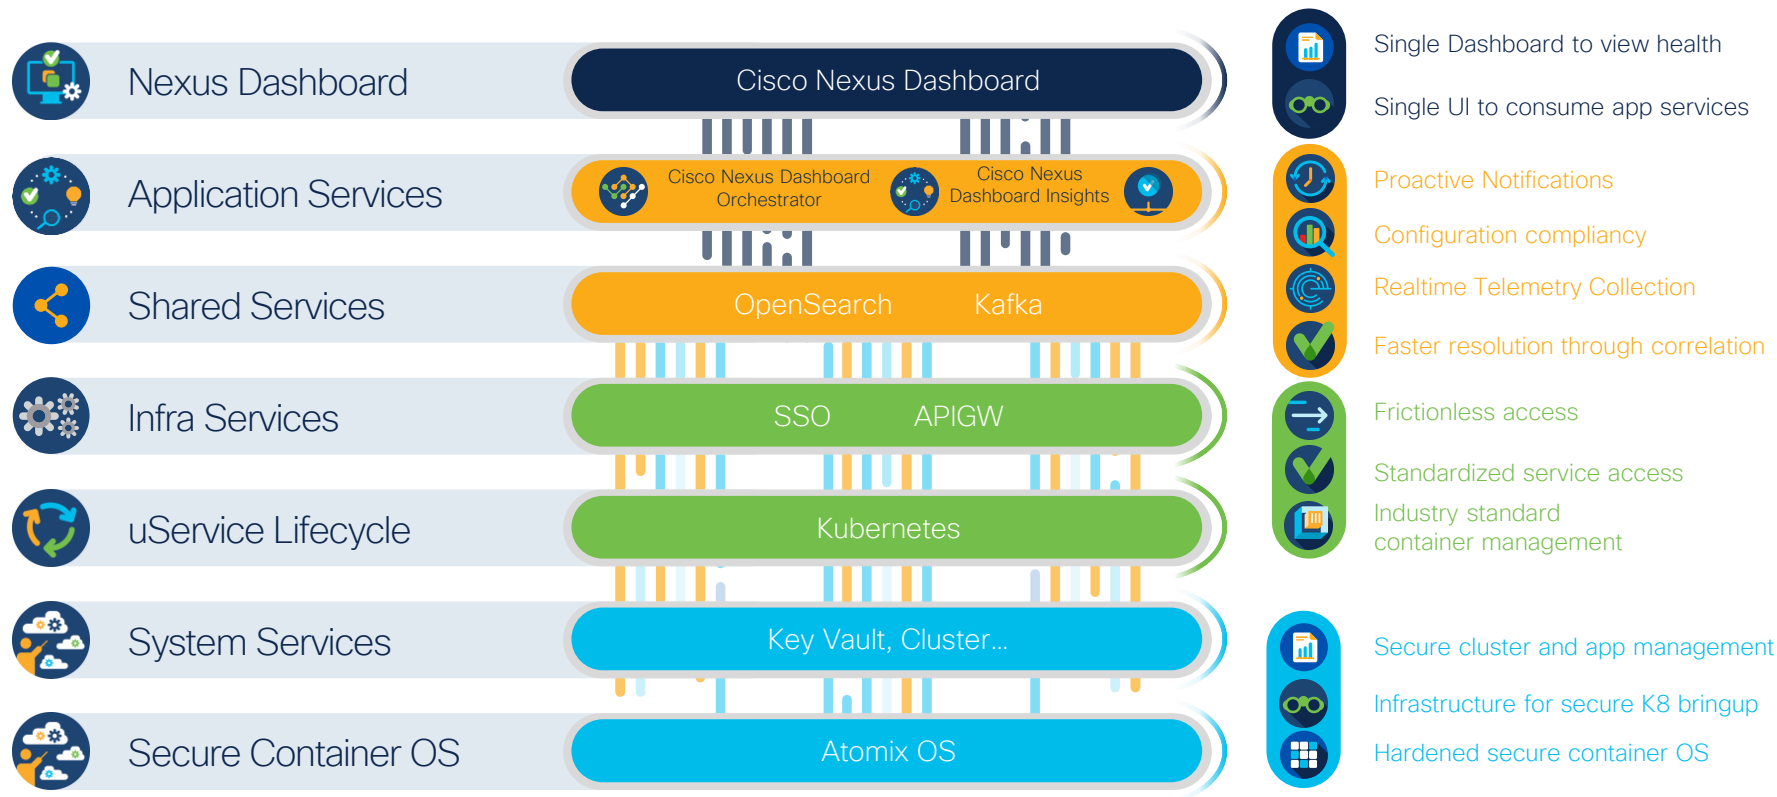 Nexus Dashboard
Cisco Nexus Dashboard
Single Dashboard to view health
Single UI to consume app services
Application Services
Cisco Nexus Dashboard
Orchestrator
Cisco Nexus
Dashboard Insights
Proactive Notifications
Configuration compliancy
Realtime Telemetry Collection
Faster resolution through correlation
Shared Services
OpenSearch
Kafka
Infra Services
SSO
APIGW
Frictionless access
Standardized service access
Industry standard
container management
uService Lifecycle
Kubernetes
System Services
Key Vault, Cluster...
Secure cluster and app management
Infrastructure for secure K8 bringup
Hardened secure container OS
Secure Container OS
Atomix OS